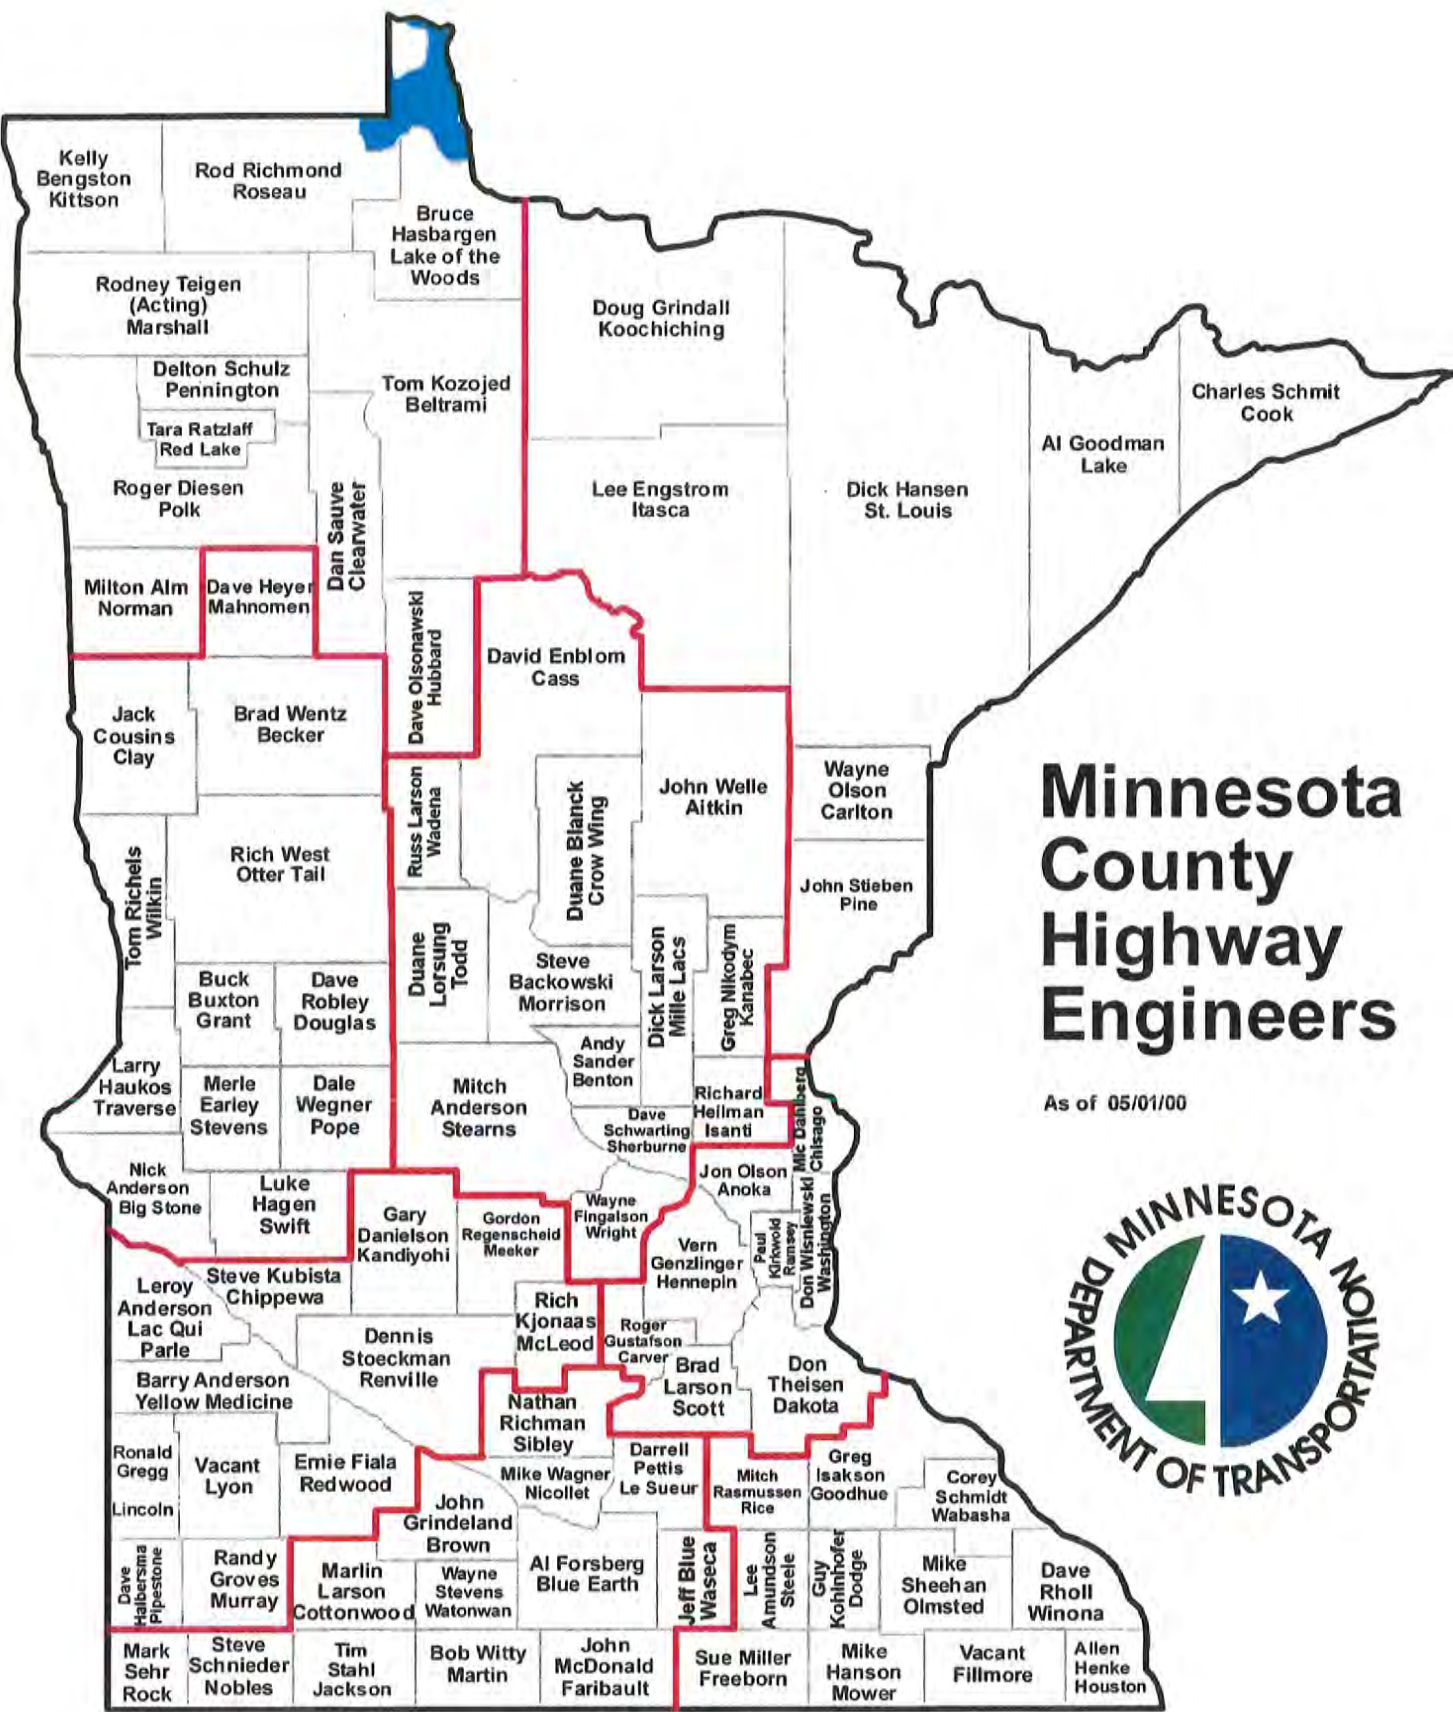 Kelly
Bengston
Kittson
Rod Richmond
Roseau
Bruce
Hasbargen
Lake of the
Woods
Rodney Teigen
(Acting)
Marshall
Doug Grindall
Koochiching
Delton Schulz
Pennington
Tom Kozojed
Beltrami
Charles Schmit
Cook
Tara Ratzlaff
Red Lake
Al Goodman
Lake
Roger Diesen
Polk
Dan Sauve
Clearwater
Lee Engstrom
Itasca
Dick Hansen
St. Louis
Milton Alm
Norman
Dave Heyer
Mahnomen
Dave Olsonawski
Hubbard
David Enblom
Cass
Jack
Cousins
Clay
Brad Wentz
Becker
Russ Larson
Wadena
Duane Blanck
Crow Wing
John Welle
Aitkin
Wayne
Olson
Carlton
Minnesota
County
Highway
Engineers
As of 05/01/00
Tom Richels
Wilkin
Rich West
Otter Tail
John Stieben
Pine
Duane
Lorsung
Todd
Steve
Backowski
Morrison
Dick Larson
Mille Lacs
Greg Nikodym
Kanabec
Buck
Buxton
Grant
Dave
Robley
Douglas
Andy
Sander
Benton
Larry
Haukos
Traverse
Merle
Earley
Stevens
Dale
Wegner
Pope
Mitch
Anderson
Stearns
Dave
Schwarting
Sherburne
Richard
Heilman
Isanti
Mic Dahlberg
Chisago
Nick
Anderson
Big Stone
Luke
Hagen
Swift
Gary
Danielson
Kandiyohi
Gordon
Regenscheid
Meeker
Wayne
Fingalson
Wright
Jon Olson
Anoka
Vern
Genzlinger
Hennepin
Paul
Kirkwold
Ramsey
Don Wisniewski
Washington
MINNESOTA
DEPARTMENT OF TRANSPORTATION
Leroy
Anderson
Lac Qui
Parle
Steve Kubista
Chippewa
Rich
Kjonaas
McLeod
Dennis
Stoeckman
Renville
Roger
Gustafson
Carver
Brad
Larson
Scott
Don
Theisen
Dakota
Barry Anderson
Yellow Medicine
Nathan
Richman
Sibley
Ronald
Gregg
Lincoln
Vacant
Lyon
Ernie Fiala
Redwood
Mike Wagner
Nicollet
Darrell
Pettis
Le Sueur
Mitch
Rasmussen
Rice
Greg
Isakson
Goodhue
Corey
Schmidt
Wabasha
John
Grindeland
Brown
Dave
Halbersma
Pipestone
Randy
Groves
Murray
Marlin
Larson
Cottonwood
Wayne
Stevens
Watonwan
Al Forsberg
Blue Earth
Jeff Blue
Waseca
Lee
Amundson
Steele
Guy
Kohlnhofer
Dodge
Mike
Sheehan
Olmsted
Dave
Rholl
Winona
Mark
Sehr
Rock
Steve
Schnieder
Nobles
Tim
Stahl
Jackson
Bob Witty
Martin
John
McDonald
Faribault
Sue Miller
Freeborn
Mike
Hanson
Mower
Vacant
Fillmore
Allen
Henke
Houston